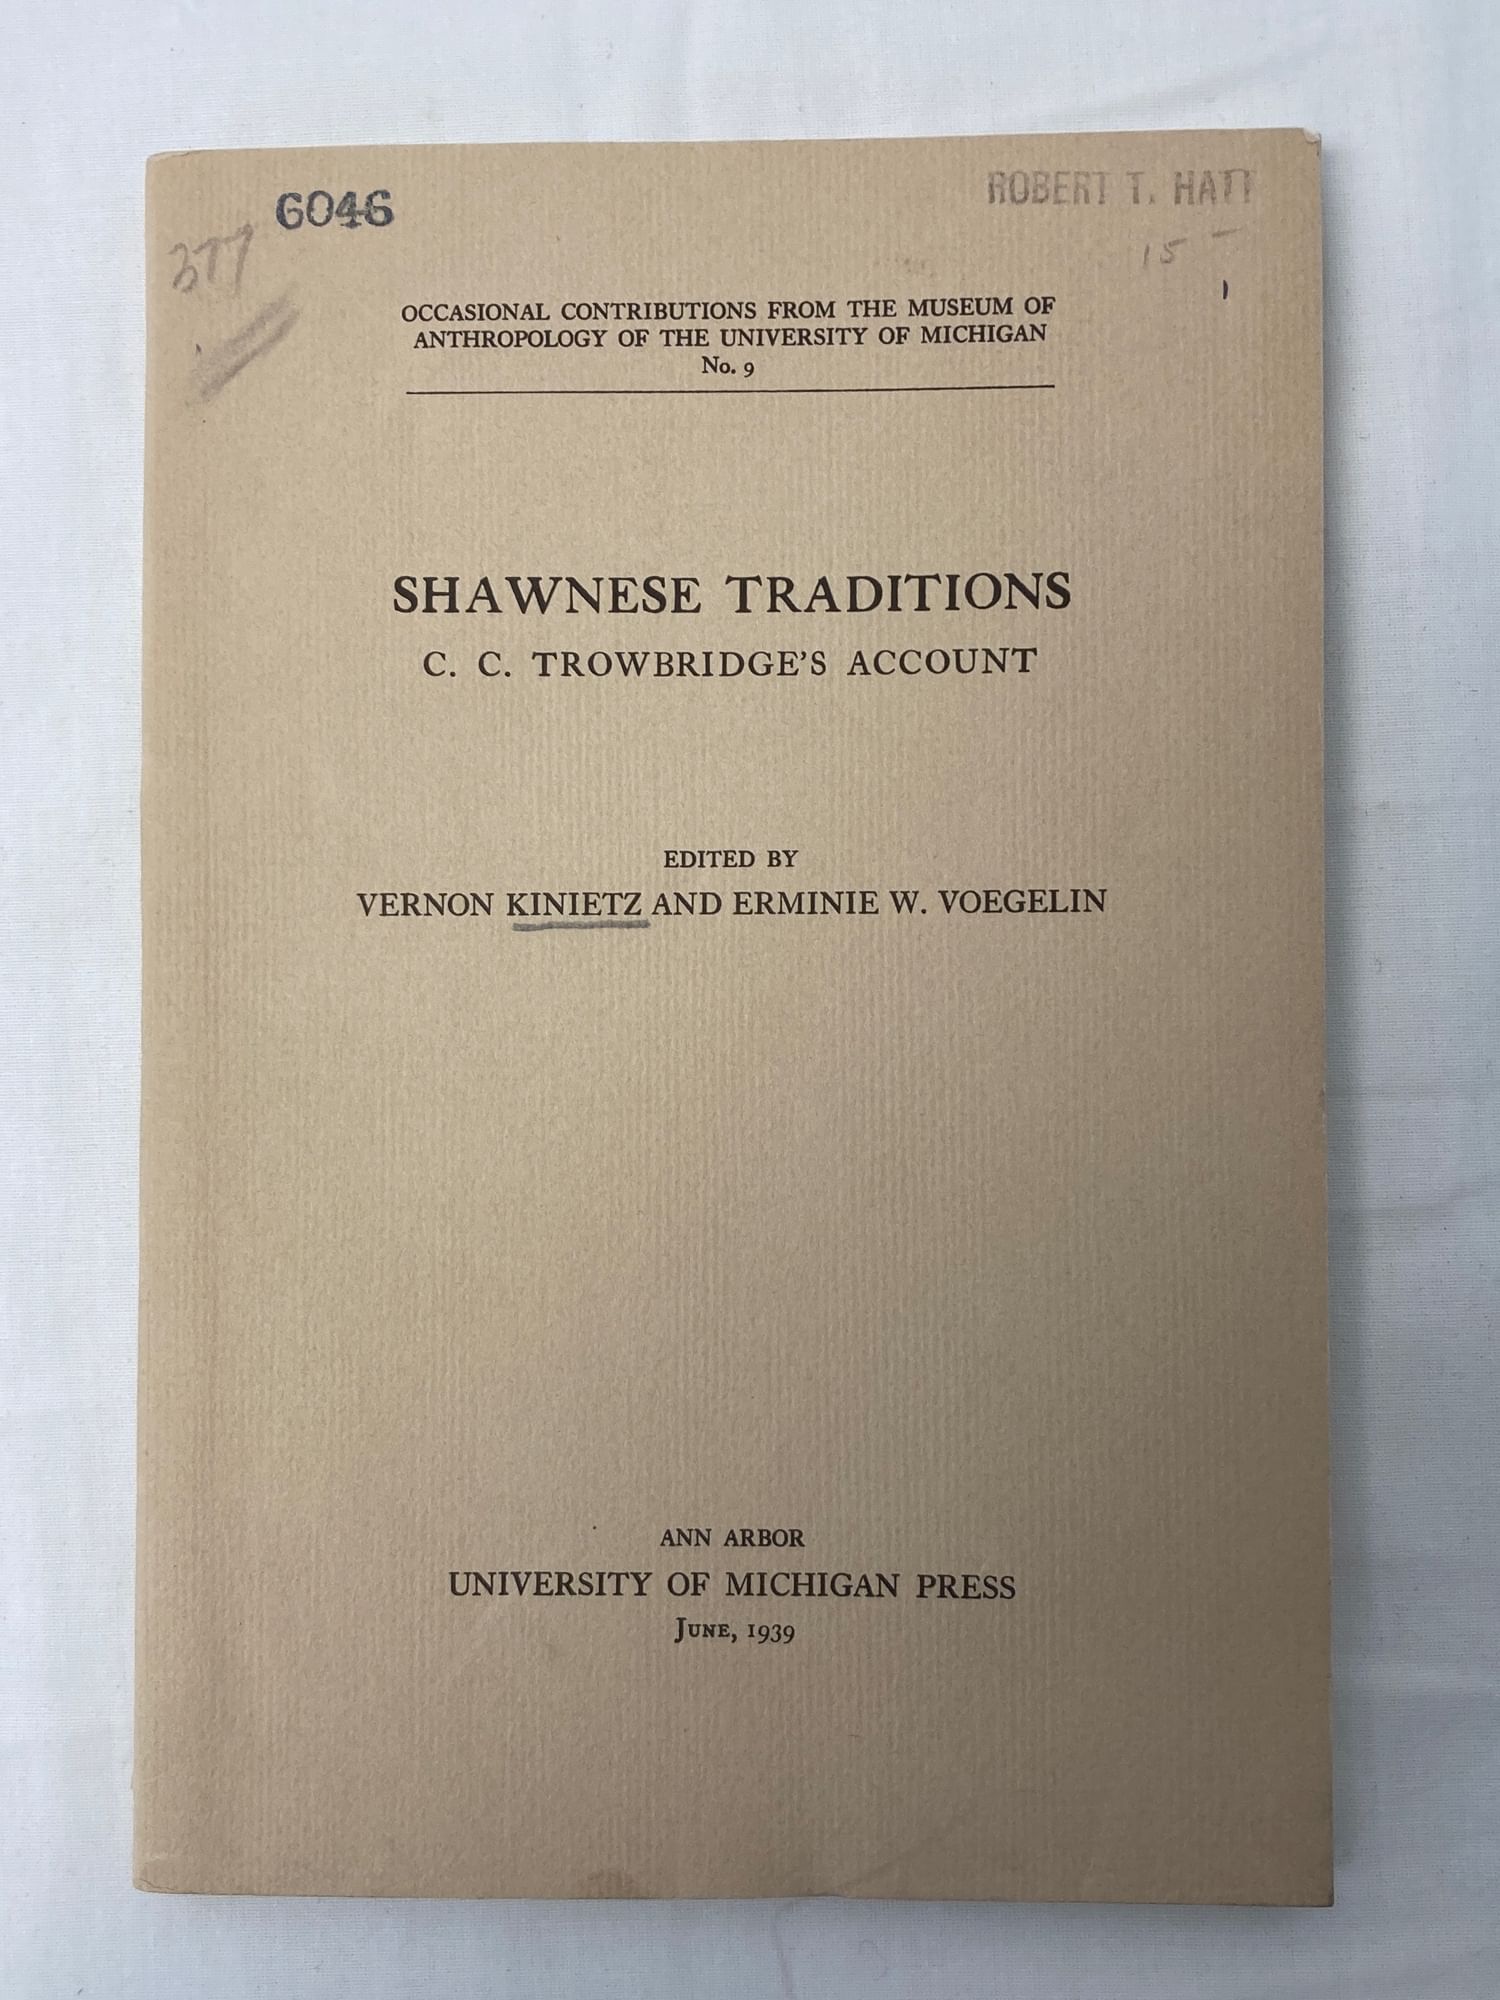 6046
ROBERT T. HATT
377
15 -
OCCASIONAL CONTRIBUTIONS FROM THE MUSEUM OF
ANTHROPOLOGY OF THE UNIVERSITY OF MICHIGAN
No. 9
SHAWNESE TRADITIONS
C. C. TROWBRIDGE'S ACCOUNT
EDITED BY
VERNON KINIETZ AND ERMINIE W. VOEGELIN
ANN ARBOR
UNIVERSITY OF MICHIGAN PRESS
JUNE, 1939